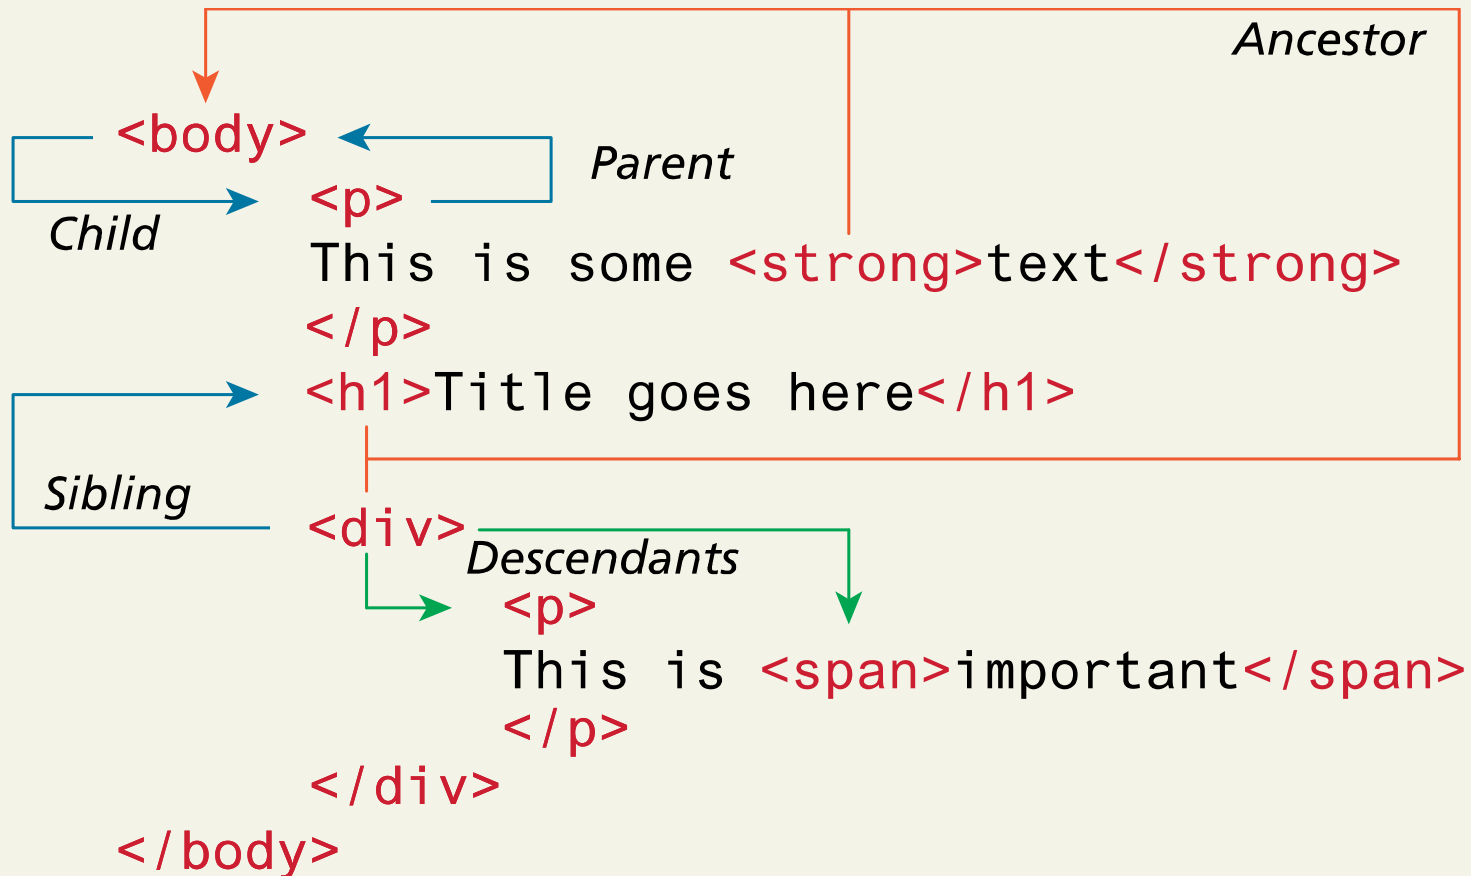 Ancestor
<body>
Parent
<p>
Child
This is some <strong>text</strong>
</p>
<h1>Title goes here</h1>
Sibling
<div>
Descendants
<p>
This is <span>important</span>
</p>
</div>
</body>